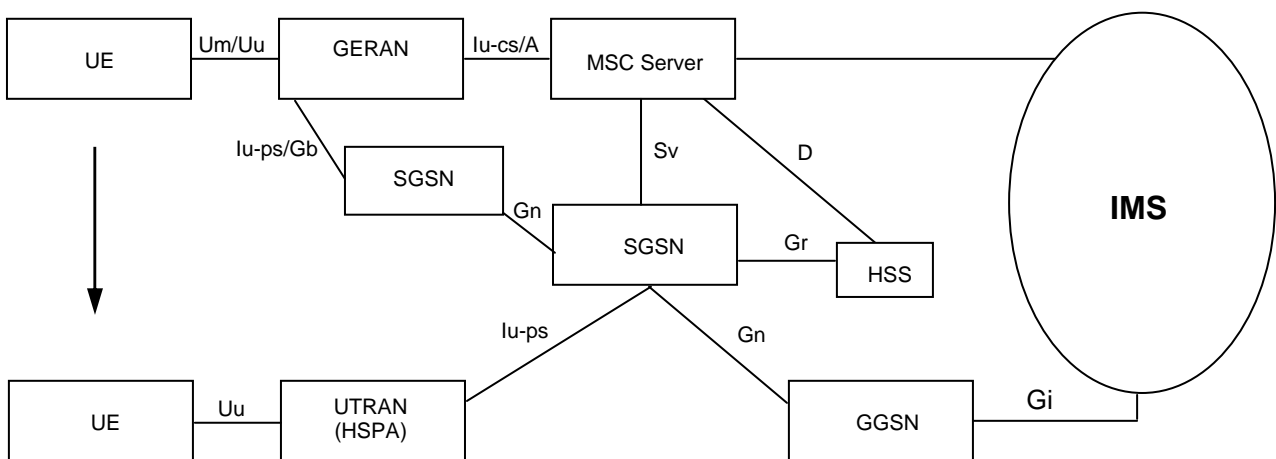 UE
Um/Uu
GERAN
Iu-cs/A
MSC Server
Iu-ps/Gb
SGSN
Gn
Sv
D
IMS
SGSN
Gr
HSS
Iu-ps
Gn
UE
Uu
UTRAN
(HSPA)
GGSN
Gi